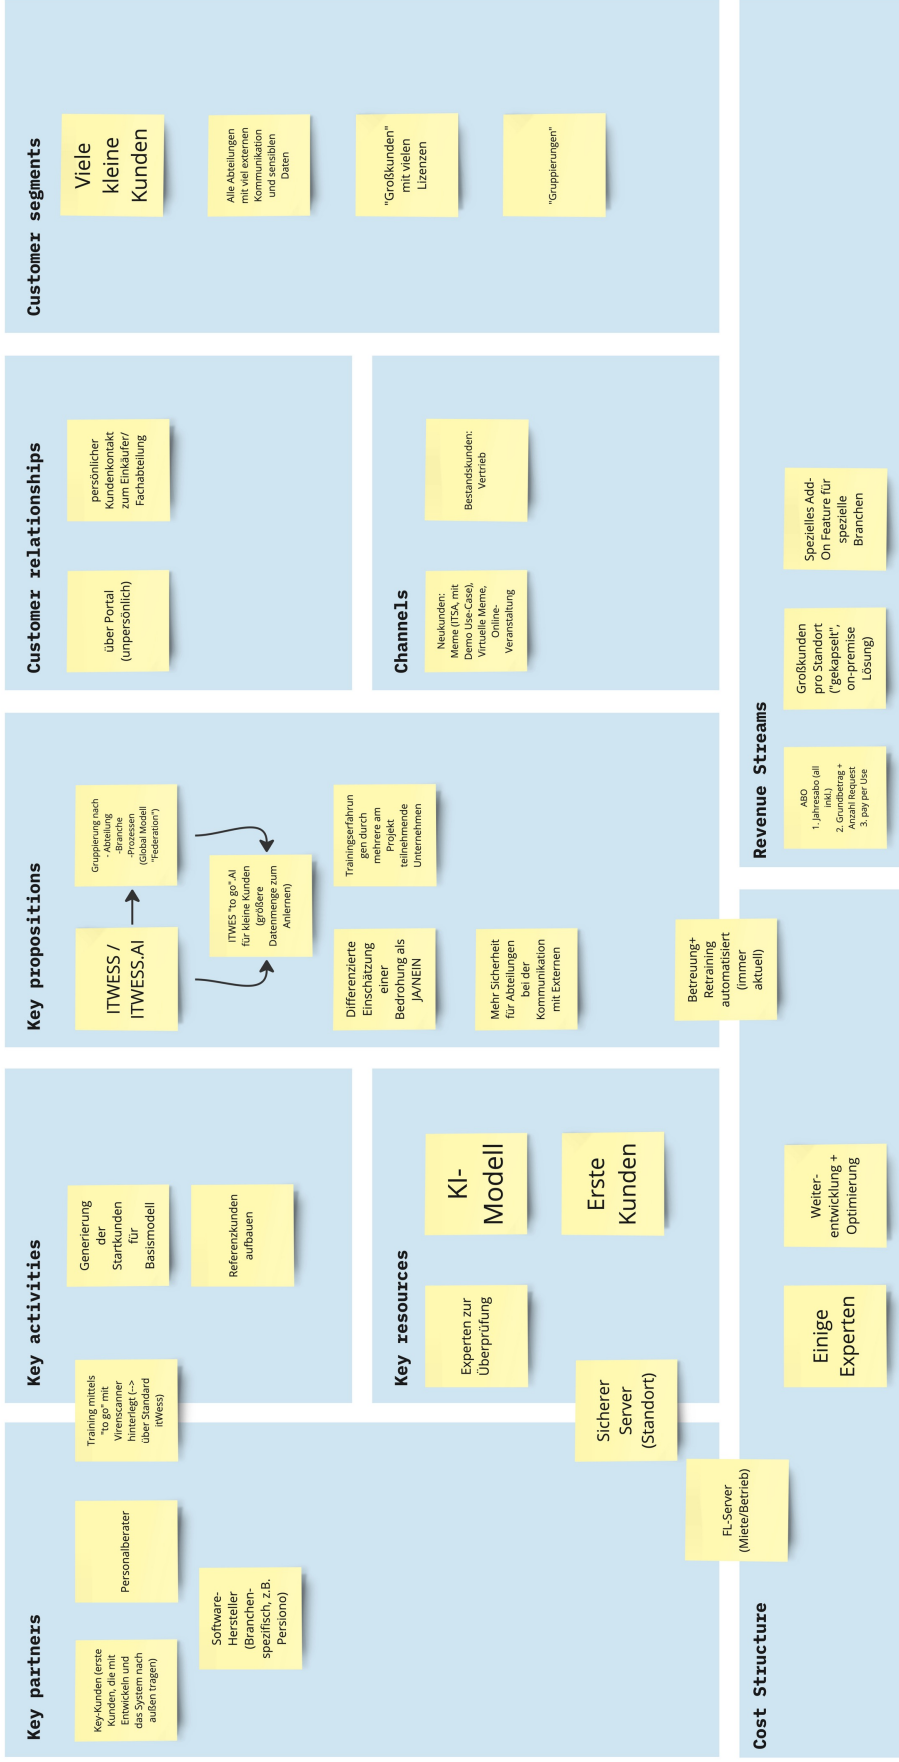 Key partners
Key-Kunden (erste
Kunden, die mit
Entwickeln und
das System nach
außen tragen)
Personalberater
Software-
Hersteller
(Branchen-
spezifisch, z.B.
Persiono)
Training mittels
"to go" mit
Virenscanner
hinterlegt (-->
über Standard
itWess)
Key activities
Generierung
der
Startkunden
für
Basismodell
Referenzkunden
aufbauen
Key resources
Experten zur
Überprüfung
KI-
Modell
Erste
Kunden
Sicherer
Server
(Standort)
Key propositions
ITWESS /
ITWESS.AI
Gruppierung nach
- Abteilung
-Branche
-Prozessen
(Global Modell
"Federation")
ITWES "to go".AI
für kleine Kunden
(größere
Datenmenge zum
Anlernen)
Differenzierte
Einschätzung
einer
Bedrohung als
JA/NEIN
Trainingserfahrun
gen durch
mehrere am
Projekt
teilnehmende
Unternehmen
Mehr Sicherheit
für Abteilungen
bei der
Kommunikation
mit Externen
Betreuung+
Retraining
automatisiert
(immer
aktuell)
Customer relationships
über Portal
(unpersönlich)
persönlicher
Kundenkontakt
zum Einkäufer/
Fachabteilung
Channels
Neukunden:
Meme (ITSA, mit
Demo Use-Case),
Virtuelle Meme,
Online-
Veranstaltung
Bestandskunden:
Vertrieb
Customer segments
Viele
kleine
Kunden
Alle Abteilungen
mit viel externen
Kommunikation
und sensiblen
Daten
"Großkunden"
mit vielen
Lizenzen
"Gruppierungen"
Cost Structure
FL-Server
(Miete/Betrieb)
Einige
Experten
Weiter-
entwicklung +
Optimierung
Revenue Streams
ABO
1. Jahresabo (all
inkl.)
2. Grundbetrag +
Anzahl Request
3. pay per Use
Großkunden
pro Standort
("gekapselt",
on-premise
Lösung)
Spezielles Add-
On Feature für
spezielle
Branchen